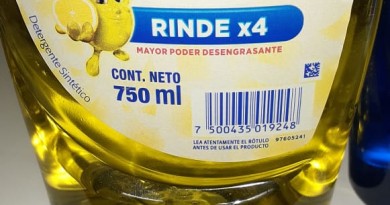 RINDE x4
MAYOR PODER DESENGRASANTE
Detergente Sintético
CONT. NETO
750 ml
7 500435 019248
LEA ATENTAMENTE EL RÓTULO
ANTES DE USAR EL PRODUCTO
97605241